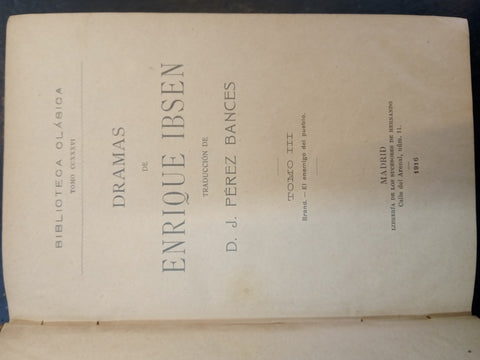 BIBLIOTECA CLÁSICA
TOMO CCXXXVI
DRAMAS
DE
ENRIQUE IBSEN
TRADUCCIÓN DE
D. J. PÉREZ BANCES
TOMO III
Brand.—El enemigo del pueblo.
MADRID
LIBRERÍA DE LOS SUCESORES DE HERNANDO
Calle del Arenal, núm. 11.
1916